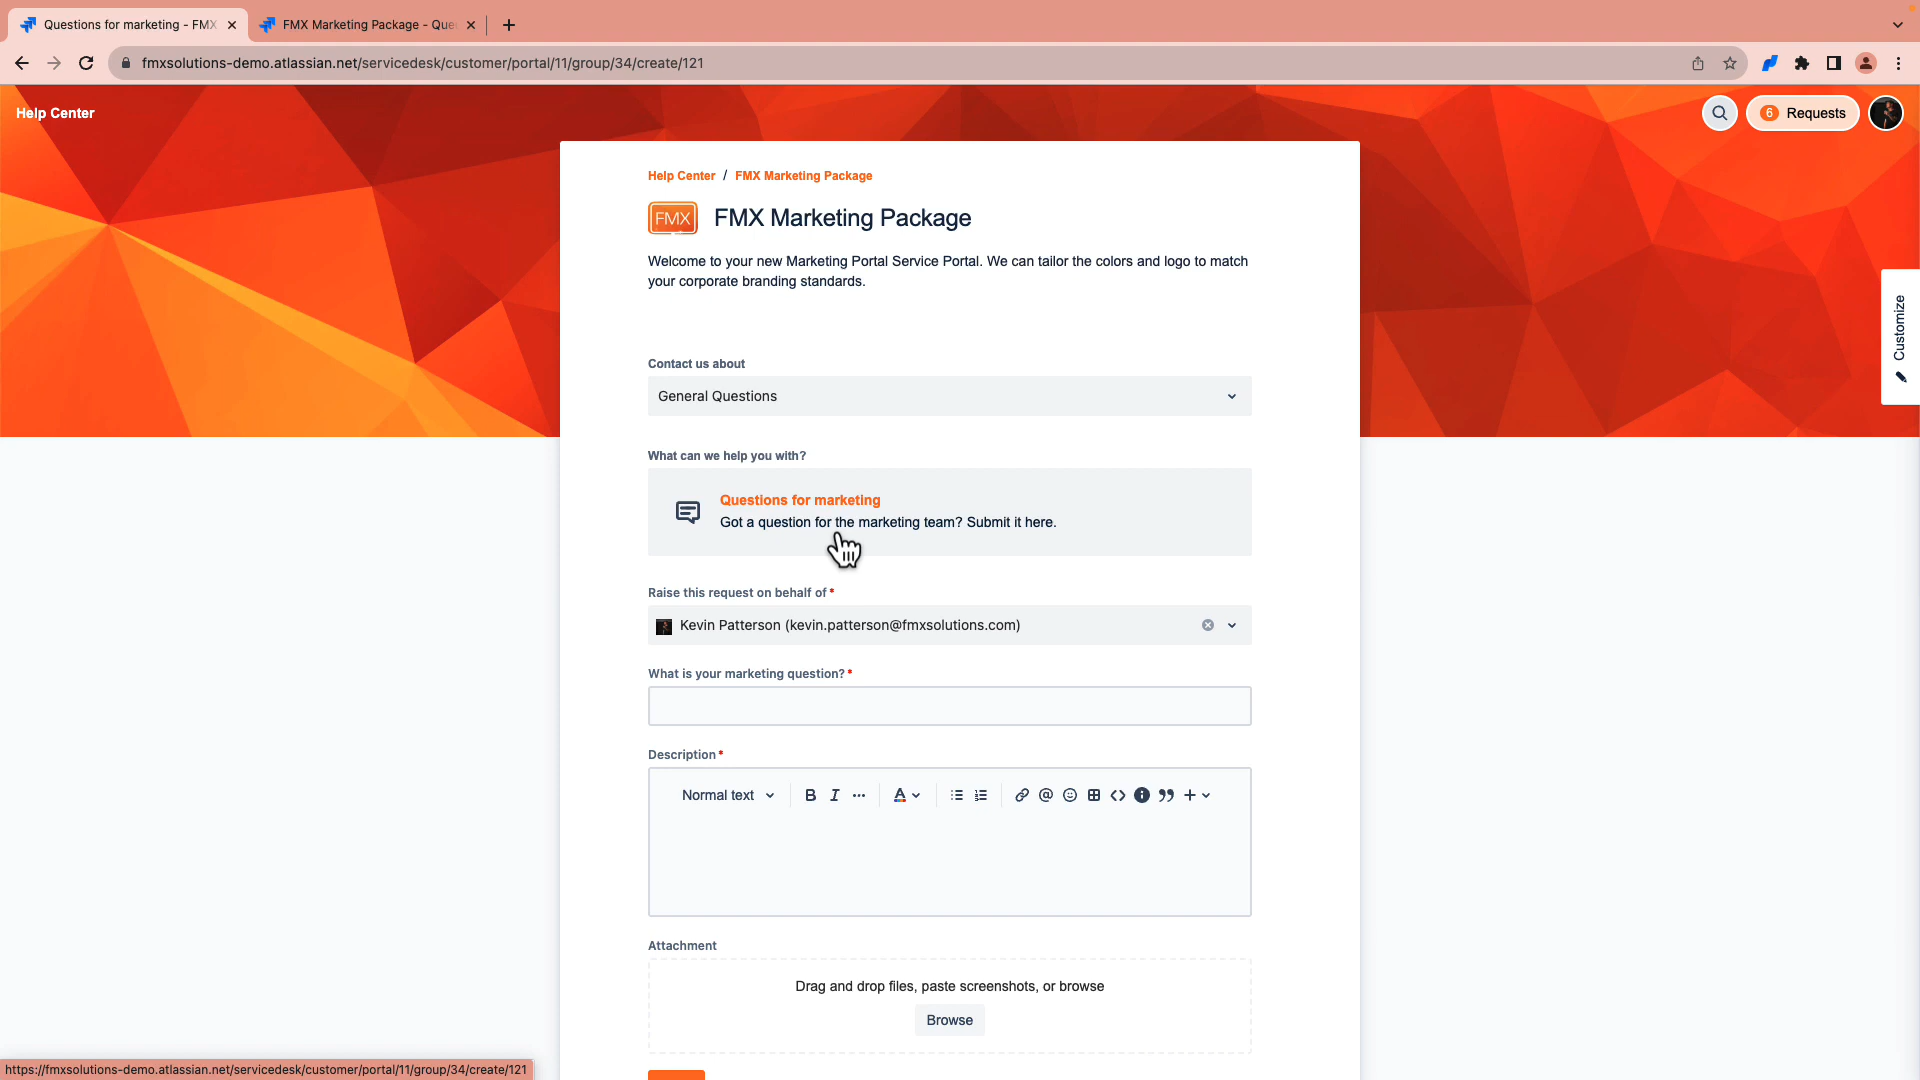 Questions for marketing - FMX
FMX Marketing Package - Que
fmxsolutions-demo.atlassian.net/servicedesk/customer/portal/11/group/34/create/121
Help Center
6 Requests
Help Center / FMX Marketing Package
FMX
FMX Marketing Package
Welcome to your new Marketing Portal Service Portal. We can tailor the colors and logo to match
your corporate branding standards.
Customize
Contact us about
General Questions
What can we help you with?
Questions for marketing
Got a question for the marketing team? Submit it here.
Raise this request on behalf of *
Kevin Patterson (kevin.patterson@fmxsolutions.com)
What is your marketing question? *
Description *
Normal text
Attachment
Drag and drop files, paste screenshots, or browse
Browse
https://fmxsolutions-demo.atlassian.net/servicedesk/customer/portal/11/group/34/create/121